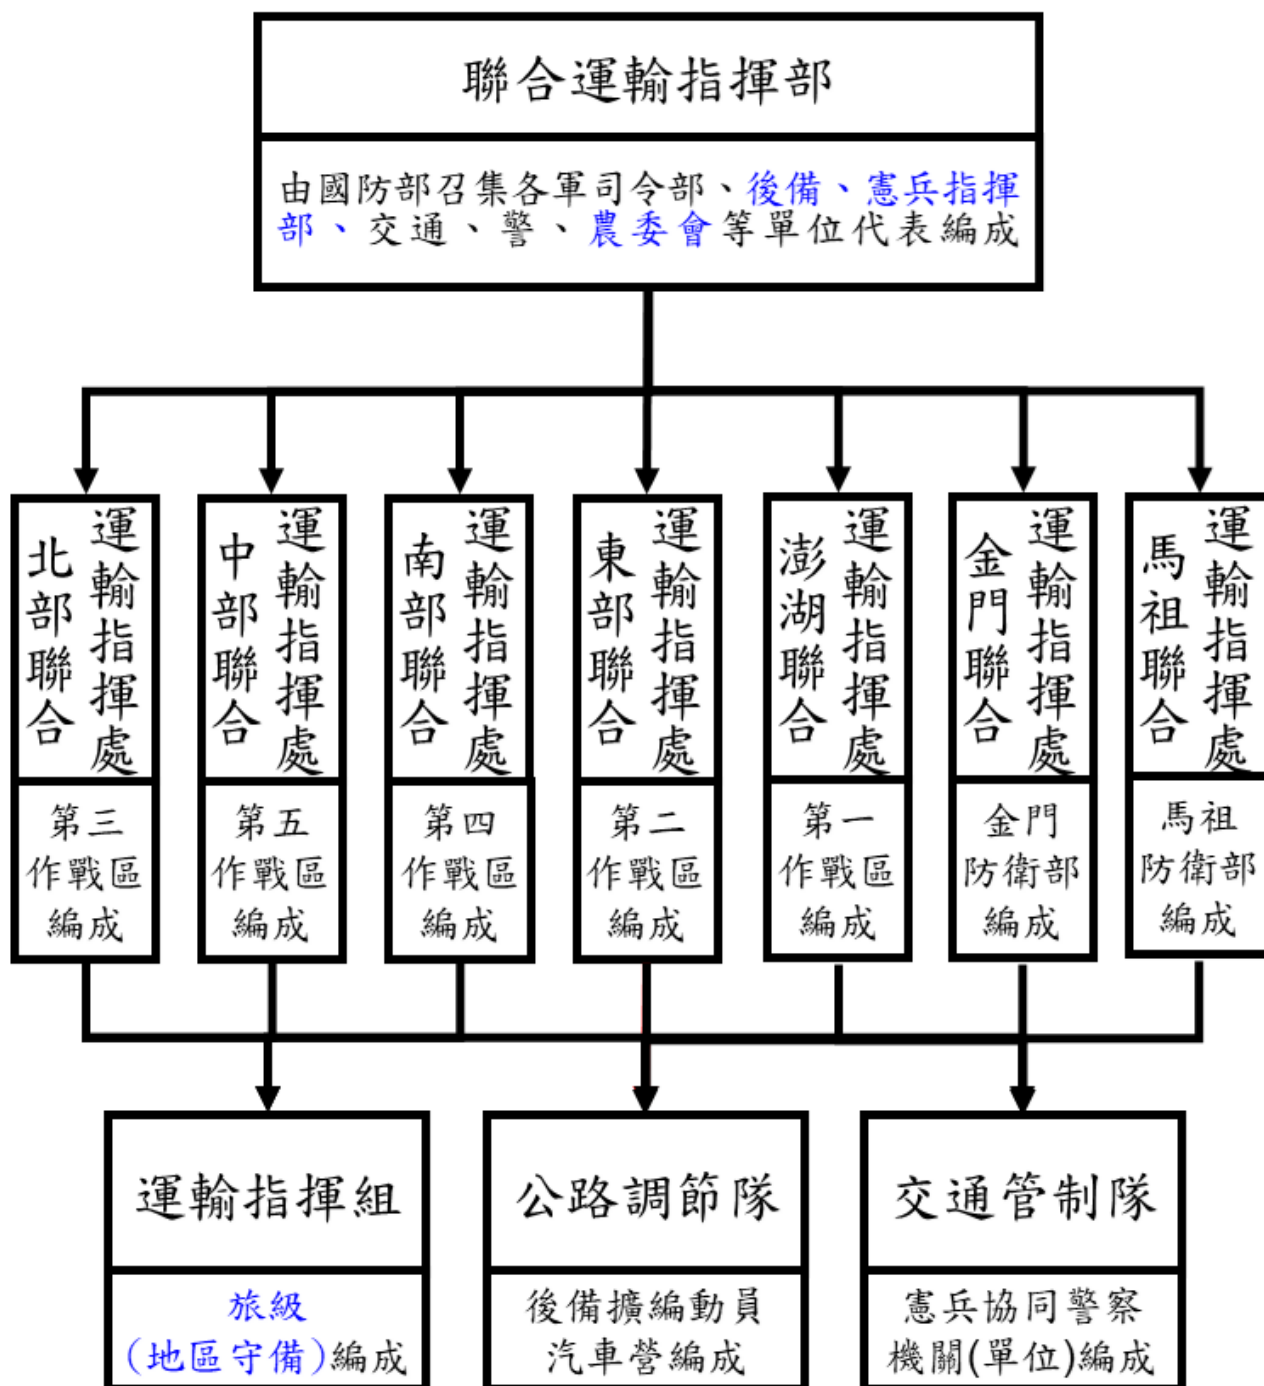 聯合運輸指揮部
由國防部召集各軍司令部、後備、憲兵指揮
部、交通、警、農委會等單位代表編成
北部聯合
運輸指揮處
第三
作戰區
編成
中部聯合
運輸指揮處
第五
作戰區
編成
南部聯合
運輸指揮處
第四
作戰區
編成
東部聯合
運輸指揮處
第二
作戰區
編成
澎湖聯合
運輸指揮處
第一
作戰區
編成
金門聯合
運輸指揮處
金門
防衛部
編成
馬祖聯合
運輸指揮處
馬祖
防衛部
編成
運輸指揮組
旅級
(地區守備)編成
公路調節隊
後備擴編動員
汽車營編成
交通管制隊
憲兵協同警察
機關(單位)編成